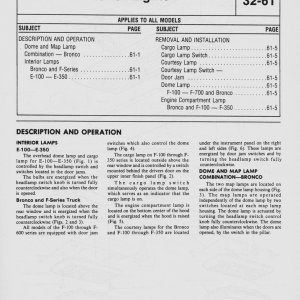 32-61
APPLIES TO ALL MODELS
SUBJECT PAGE
DESCRIPTION AND OPERATION
Dome and Map Lamp
Combination — Bronco 61-1
Interior Lamps
Bronco and F-Series 61-1
E-100 — E-350 61-1
SUBJECT PAGE
REMOVAL AND INSTALLATION
Cargo Lamp 61-5
Cargo Lamp Switch 61-5
Courtesy Lamp 61-5
Courtesy Lamp Switch —
Door Jam 61-5
Dome Lamp 61-5
F-100 — F-700 and Bronco 61-5
Engine Compartment Lamp
Bronco and F-100 — F-350 61-5
DESCRIPTION AND OPERATION
INTERIOR LAMPS
E-100—E-350
The overhead dome lamp and cargo
lamp for E-100—E-350 (Fig. 1) is
controlled by the headlamp switch and
switches located in the door jams.
The bulbs are energized when the
headlamp switch knob is turned fully
counterclockwise and also when the
door is opened.
Bronco and F-Series Truck
The dome lamp is located above the
rear window and is energized when the
headlamp switch knob is turned fully
counterclockwise (Figs. 2 and 3).
All models of the F-100 through F-
600 series are equipped with door jam
switches which also control the dome
lamp (Fig. 4).
The cargo lamp on F-100 through F-
350 is located outside above the rear
window and is controlled by a switch
mounted behind the drivers door on the
upper inner finish panel (Fig. 2).
The cargo lamp switch
simultaneously operates the dome lamp,
which serves as an indicator that the
cargo lamp is on.
The engine compartment lamp is
located on the bottom center of the hood
and is energized when the hood is raised
(Fig. 5).
The courtesy lamps for the Bronco
and F-100 through F-350 are located
under the instrument panel on the right
and left sides (Fig. 6). These lamps are
energized by door jam switches and by
turning the headlamp switch fully
counterclockwise.
DOME AND MAP LAMP
COMBINATION—BRONCO
The two map lamps are located on
each side of the dome lamp housing (Fig.
3). The map lamps are operated
independently of the dome lamp by two
switches located at each map lamp
housing. The dome lamp is actuated by
turning the headlamp switch control
knob fully counterclockwise. The dome
lamp also illuminates when the doors are
opened, by the switch in the pillar.